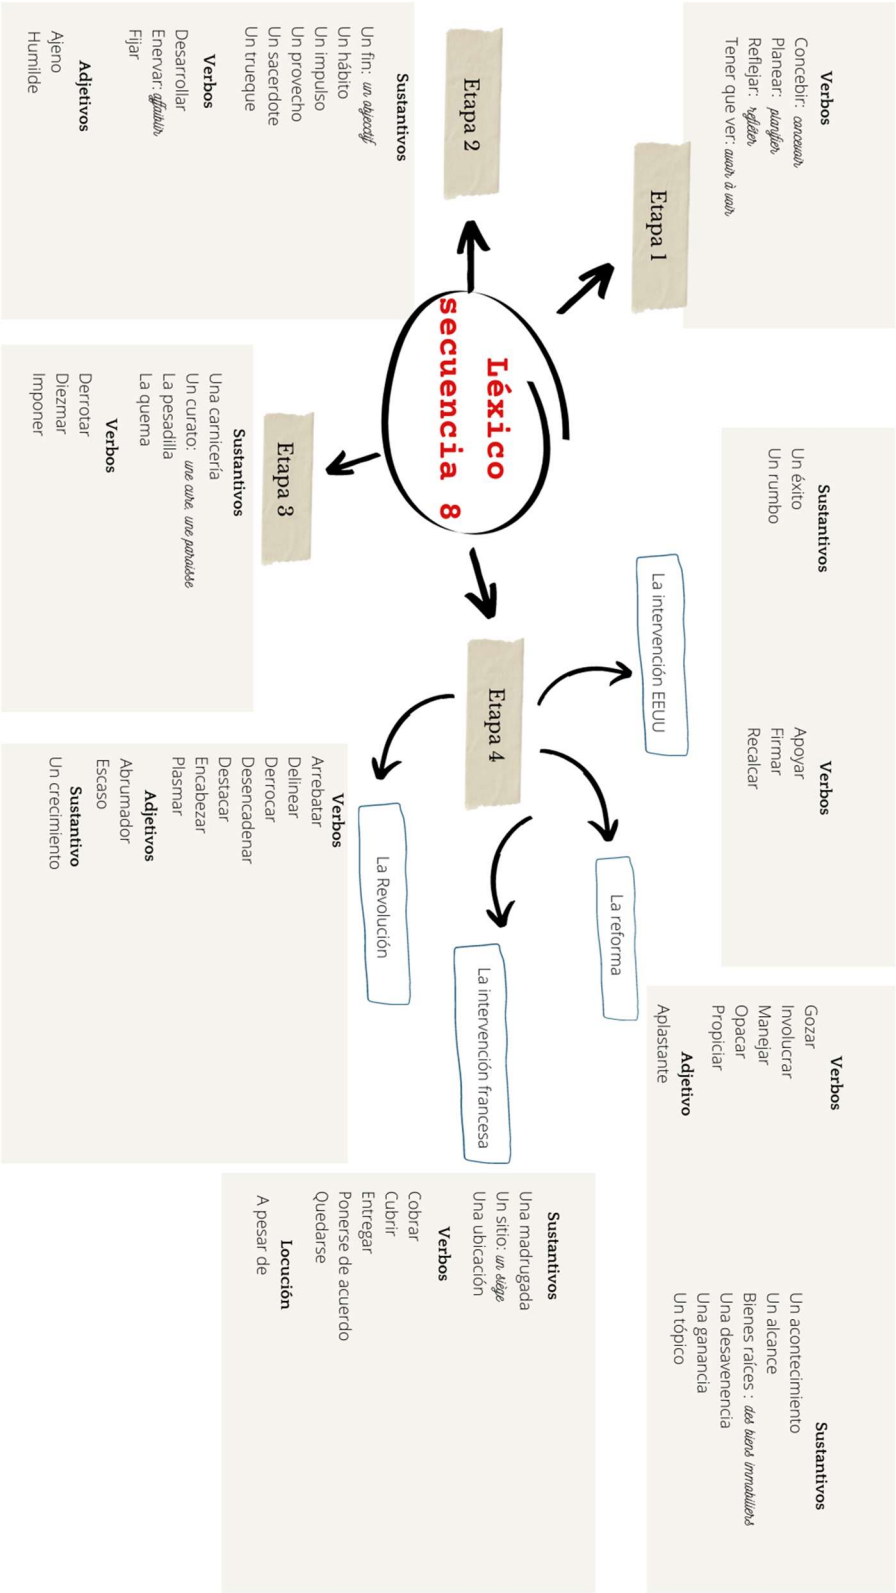 Léxico
secuencia 8
Etapa 1
Verbos
Concebir: concevoir
Planear: planifier
Reflejar: refléter
Tener que ver: avoir à voir
Etapa 2
Sustantivos
Un fin: un objectif
Un hábito
Un impulso
Un provecho
Un sacerdote
Un trueque
Verbos
Desarrollar
Enervar: affaiblir
Fijar
Adjetivos
Ajeno
Humilde
Etapa 3
Sustantivos
Una carnicería
Un curato: une cure, une paroisse
La pesadilla
La quema
Verbos
Derrotar
Diezmar
Imponer
Etapa 4
La intervención EEUU
Sustantivos
Un éxito
Un rumbo
Verbos
Apoyar
Firmar
Recalcar
La reforma
Verbos
Gozar
Involucrar
Manejar
Opacar
Propiciar
Adjetivo
Aplastante
Sustantivos
Un acontecimiento
Un alcance
Bienes raíces : des biens immobiliers
Una desavenencia
Una ganancia
Un tópico
La intervención francesa
Sustantivos
Una madrugada
Un sitio: un siège
Una ubicación
Verbos
Cobrar
Cubrir
Entregar
Ponerse de acuerdo
Quedarse
Locución
A pesar de
La Revolución
Verbos
Arrebatar
Delinear
Derrocar
Desencadenar
Destacar
Encabezar
Plasmar
Adjetivos
Abrumador
Escaso
Sustantivo
Un crecimiento